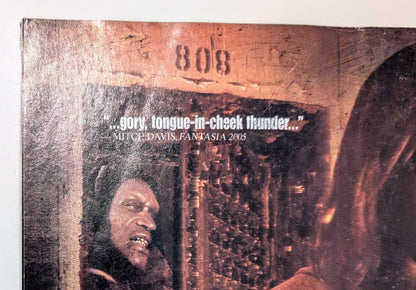 808
"...gory, tongue-in-cheek thunder..."
— MITCH DAVIS, FANTASIA 2005